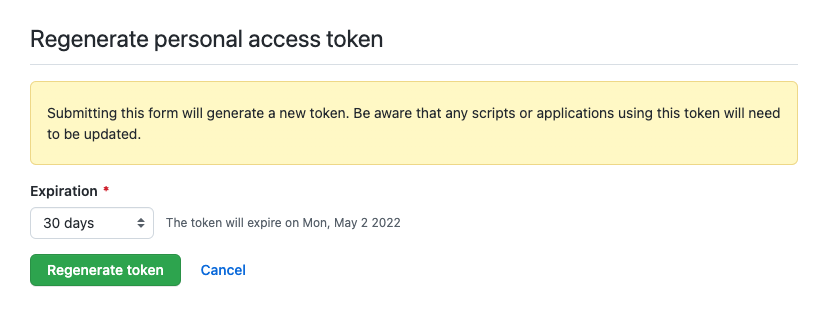 Regenerate personal access token
Submitting this form will generate a new token. Be aware that any scripts or applications using this token will need
to be updated.
Expiration *
30 days
The token will expire on Mon, May 2 2022
Regenerate token
Cancel